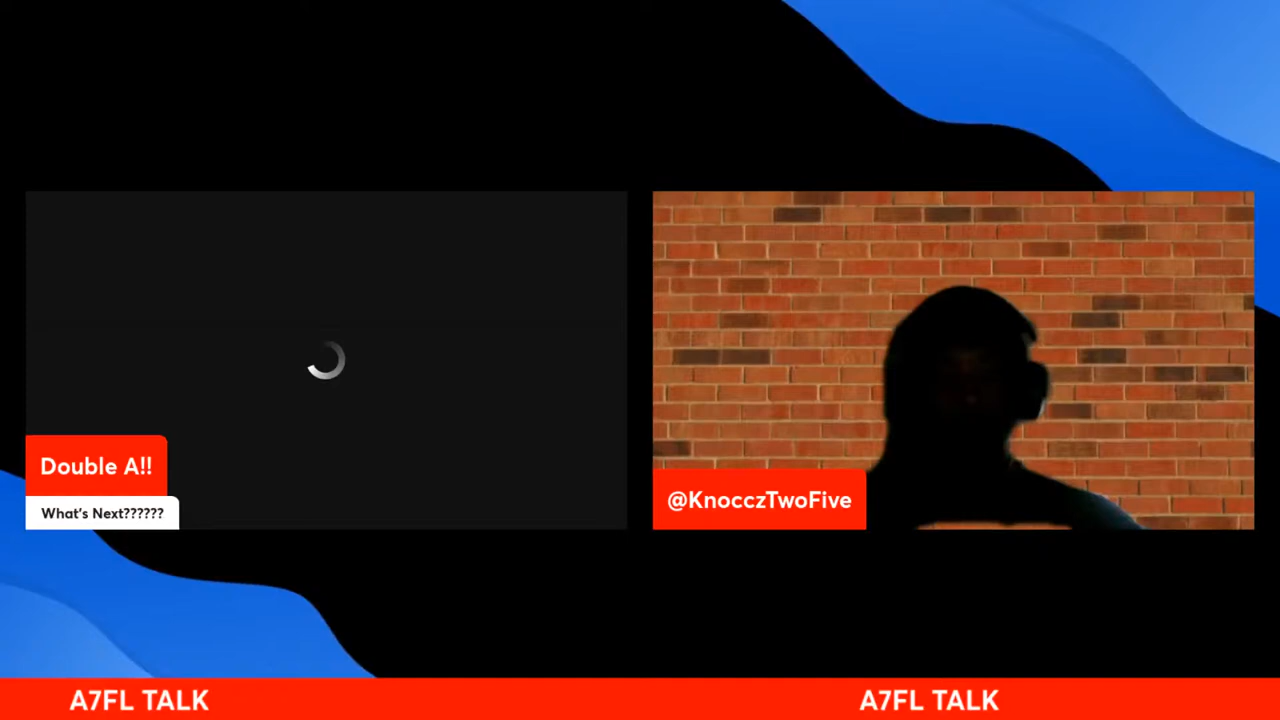 Double A!!
What's Next??????
@KnocczTwoFive
A7FL TALK
A7FL TALK